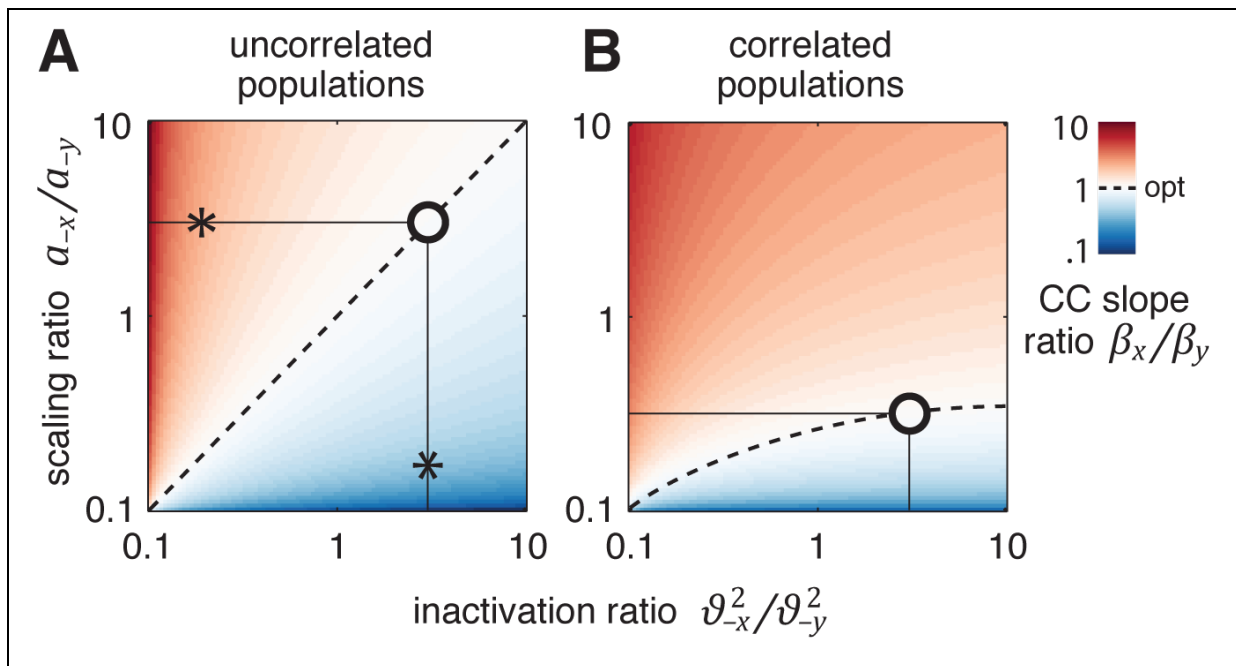 A
uncorrelated
populations
B
correlated
populations
10
1
0.1
0.1
1
10
scaling ratio a₋ₓ/a₋y
10
1
0.1
0.1
1
10
10
1
.1
opt
CC slope
ratio βₓ/βy
inactivation ratio ϑ²₋ₓ/ϑ²₋y